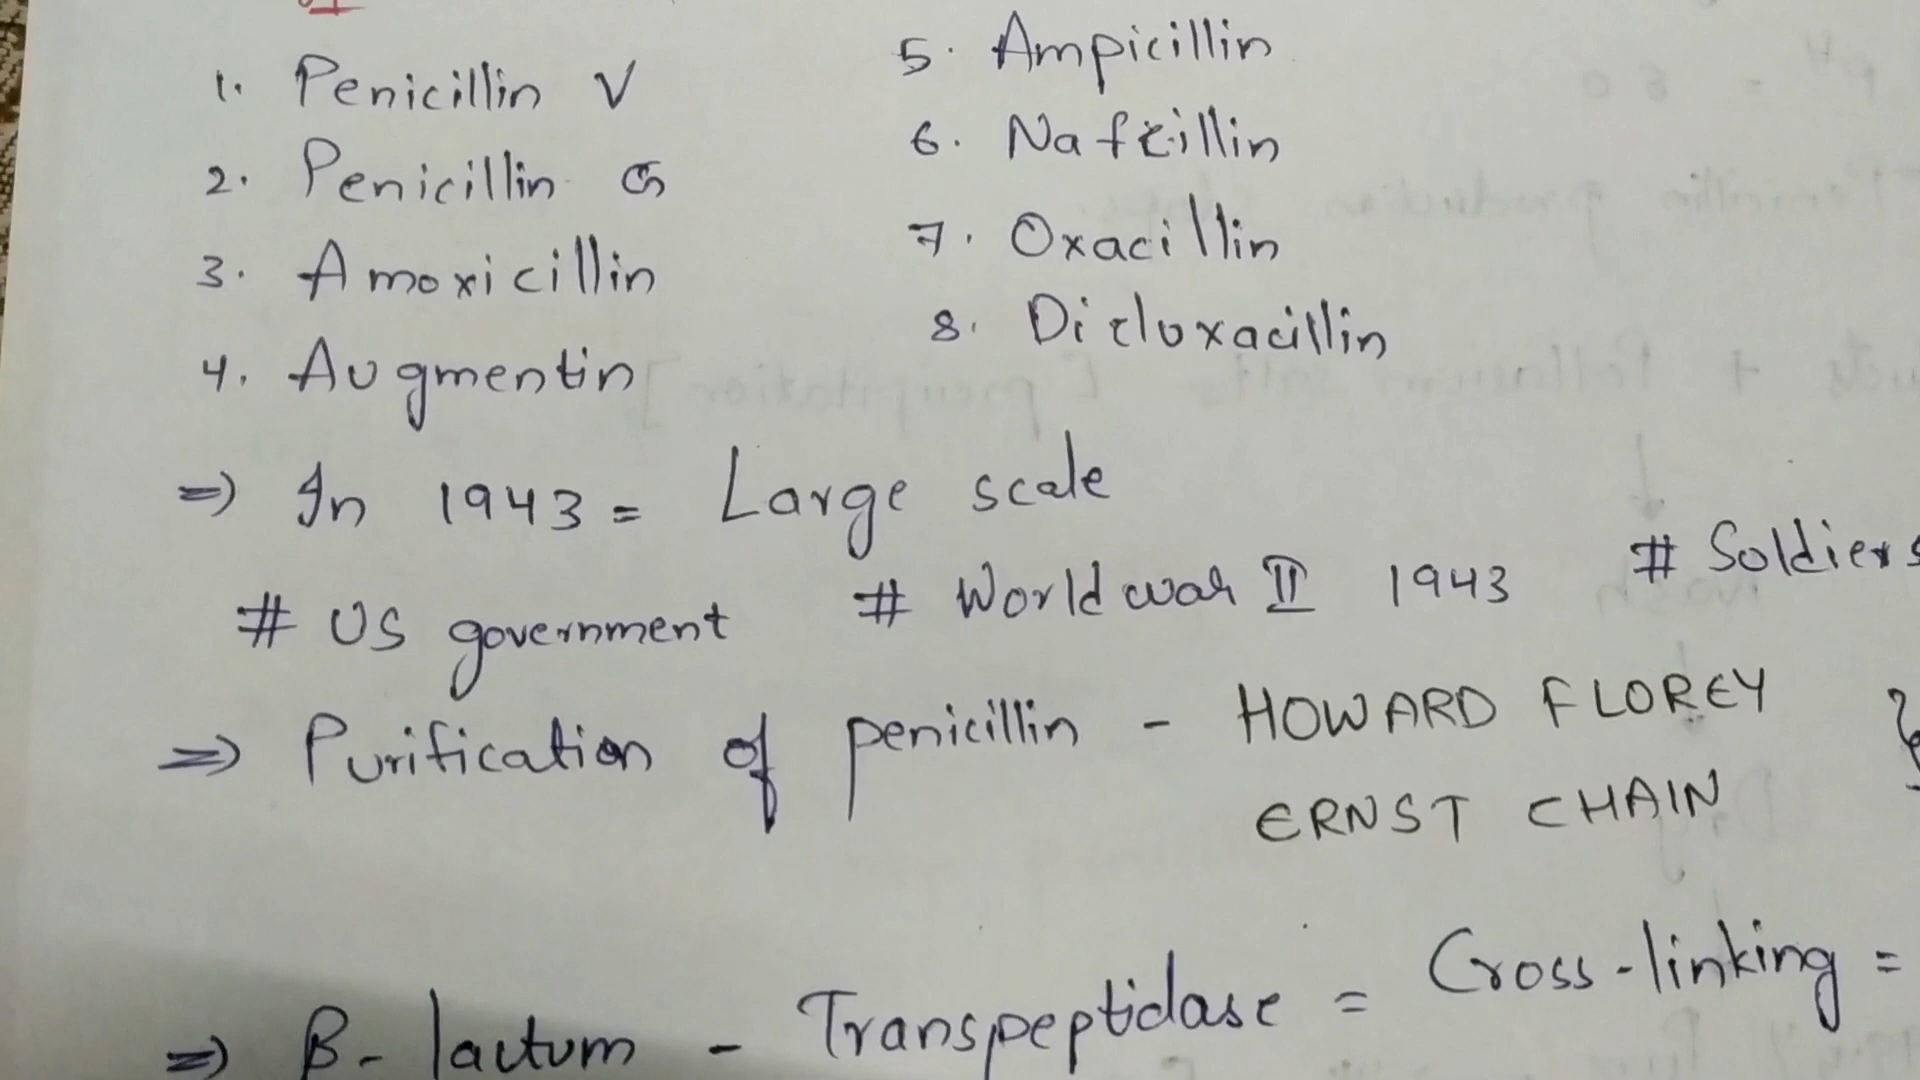 1. Penicillin V
2. Penicillin G
3. Amoxicillin
4. Augmentin
5. Ampicillin
6. Nafcillin
7. Oxacillin
8. Dicloxacillin
⇒ In 1943 = Large scale
# US government # World war II 1943 # Soldiers
⇒ Purification of penicillin - HOWARD FLOREY
ERNST CHAIN
⇒ B- lactum - Transpeptidase = Cross-linking =